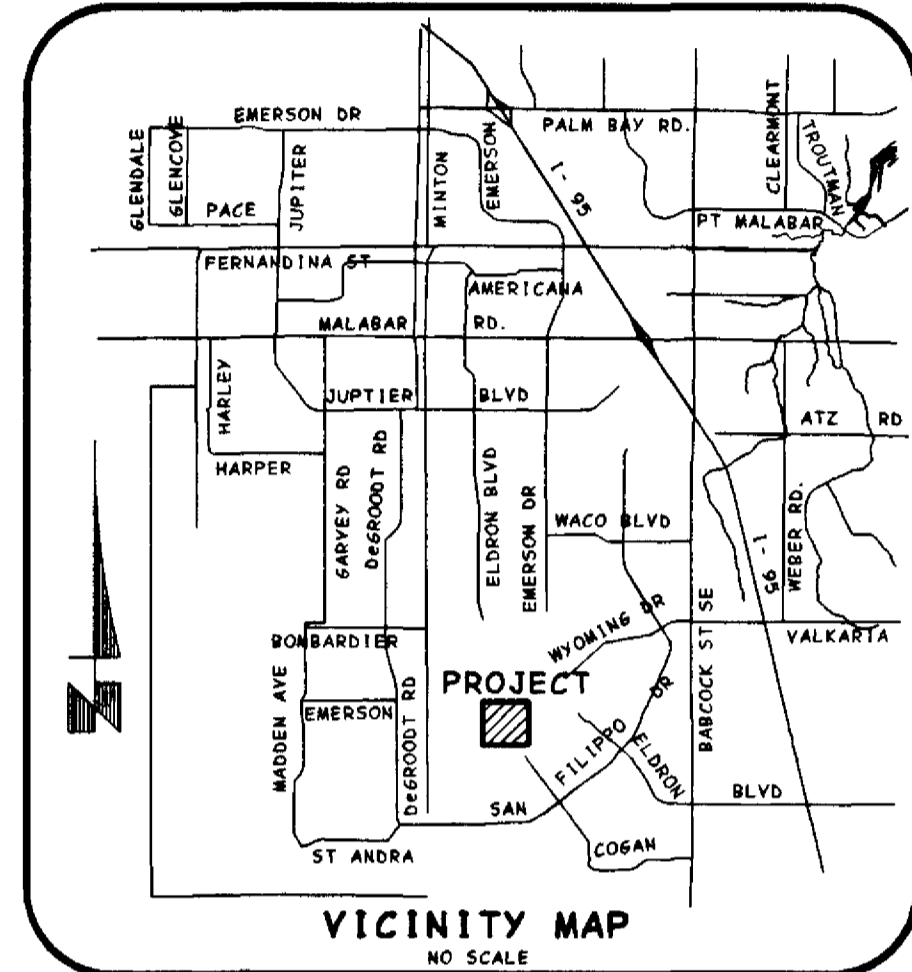 EMERSON DR
PALM BAY RD.
GLENDALE
GLENCOVE
JUPITER
MINTON
EMERSON
I-95
CLEARMONT
TROUTMAN
PACE
PT MALABAR
FERNANDINA ST
AMERICANA
MALABAR RD.
HARLEY
JUPTIER BLVD
ATZ RD
HARPER
GARVEY RD
DeGROODT RD
ELDRON BLVD
EMERSON DR
WACO BLVD
I-95
WEBER RD.
BOMBARDIER
WYOMING DR
BABCOCK ST SE
VALKARIA
PROJECT
MADDEN AVE
EMERSON
DeGROODT RD
SAN FILIPPO DR
ELDRON BLVD
N
ST ANDRA
COGAN
VICINITY MAP
NO SCALE